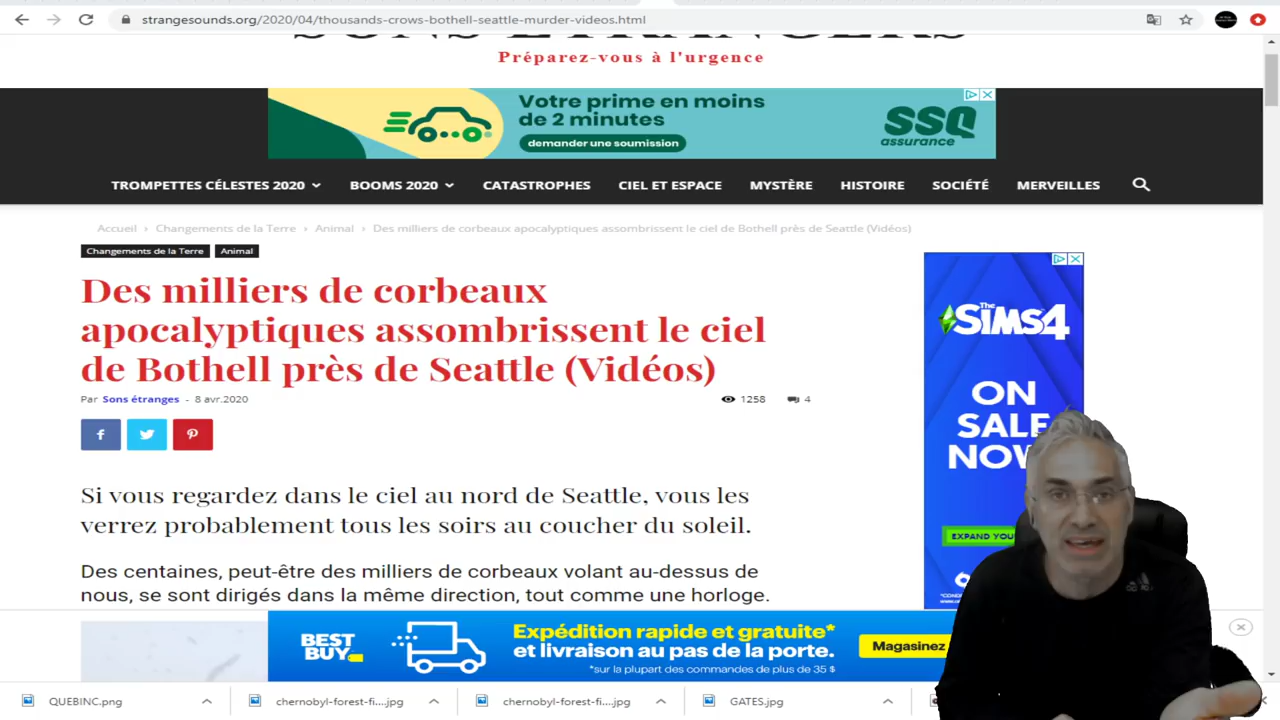 strangesounds.org/2020/04/thousands-crows-bothell-seattle-murder-videos.html
Préparez-vous à l'urgence
Votre prime en moins
de 2 minutes
demander une soumission
SSQ
assurance
TROMPETTES CÉLESTES 2020
BOOMS 2020
CATASTROPHES
CIEL ET ESPACE
MYSTÈRE
HISTOIRE
SOCIÉTÉ
MERVEILLES
Accueil › Changements de la Terre › Animal › Des milliers de corbeaux apocalyptiques assombrissent le ciel de Bothell près de Seattle (Vidéos)
Changements de la Terre
Animal
Des milliers de corbeaux
apocalyptiques assombrissent le ciel
de Bothell près de Seattle (Vidéos)
Par Sons étranges - 8 avr.2020
1258
4
The SIMS 4
ON
SALE
NOW
EXPAND YOU
Si vous regardez dans le ciel au nord de Seattle, vous les
verrez probablement tous les soirs au coucher du soleil.
Des centaines, peut-être des milliers de corbeaux volant au-dessus de
nous, se sont dirigés dans la même direction, tout comme une horloge.
BEST
BUY
Expédition rapide et gratuite*
et livraison au pas de la porte.
*sur la plupart des commandes de plus de 35 $
Magasinez
QUEBINC.png
chernobyl-forest-fi....jpg
chernobyl-forest-fi....jpg
GATES.jpg